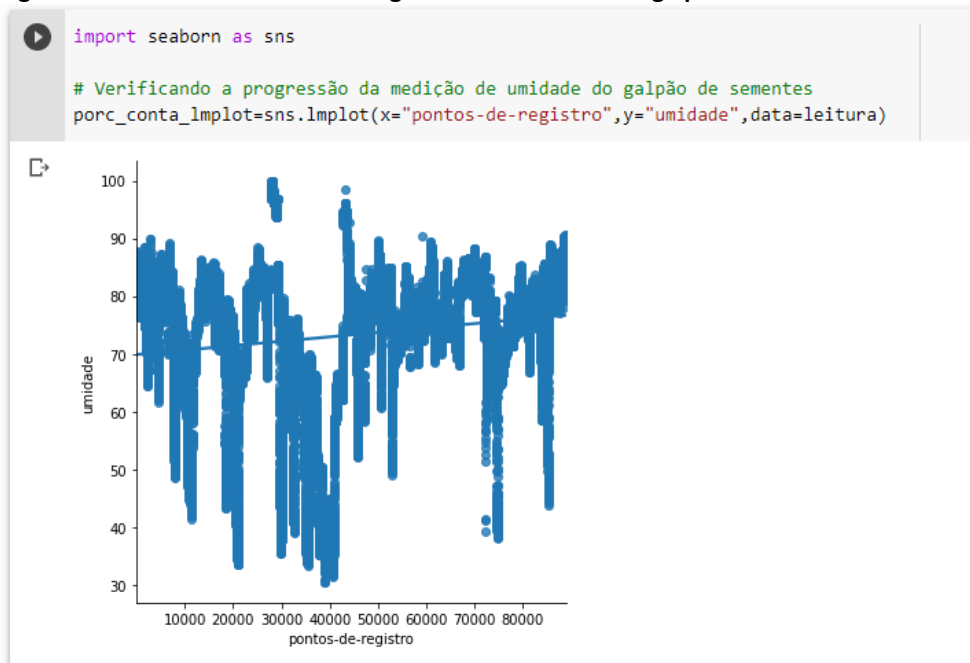 import seaborn as sns
# Verificando a progressão da medição de umidade do galpão de sementes
porc_conta_lmplot=sns.lmplot(x="pontos-de-registro",y="umidade",data=leitura)
100
90
80
70
60
50
40
30
umidade
10000 20000 30000 40000 50000 60000 70000 80000
pontos-de-registro